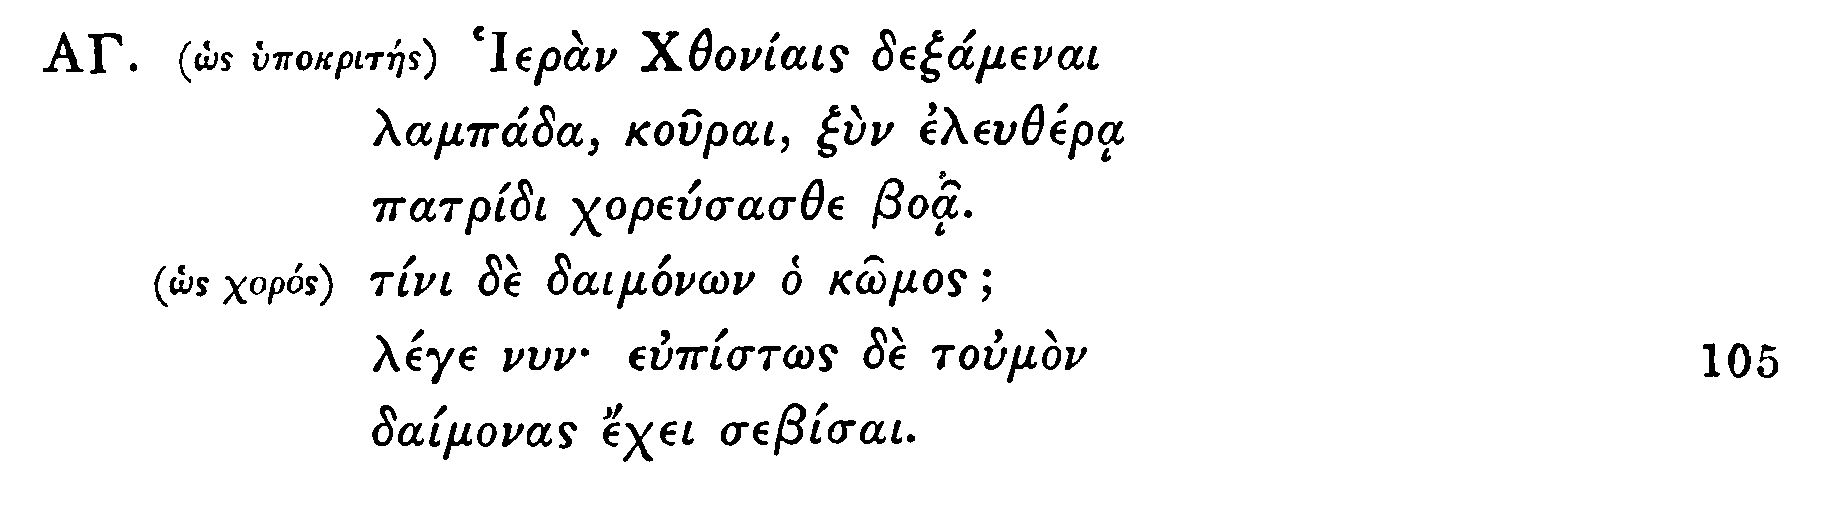 ΑΓ. (ὡς ὑποκριτής) Ἱερὰν Χθονίαις δεξάμεναι
λαμπάδα, κοῦραι, ξὺν ἐλευθέρᾳ
πατρίδι χορεύσασθε βοᾷ.
(ὡς χορός) τίνι δὲ δαιμόνων ὁ κῶμος;
λέγε νυν· εὐπίστως δὲ τοὐμὸν 105
δαίμονας ἔχει σεβίσαι.